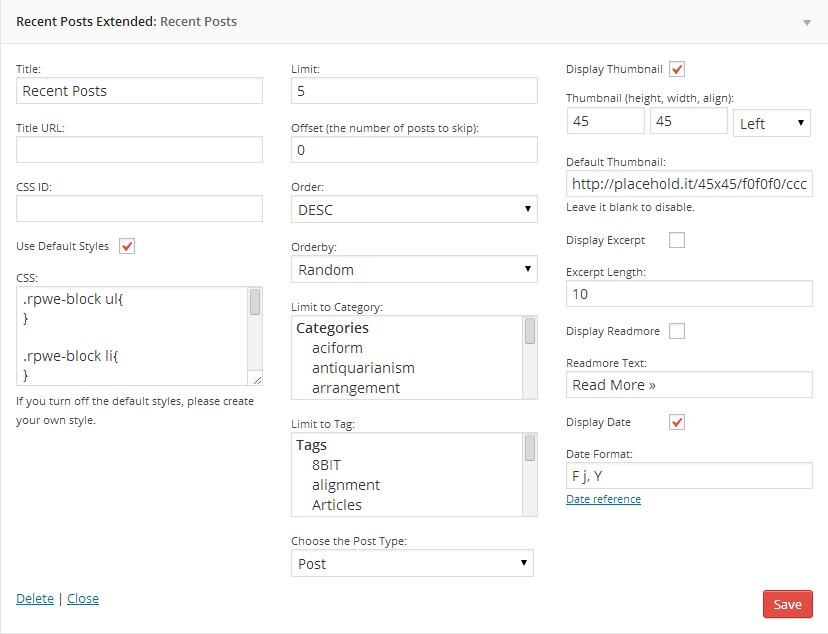 Recent Posts Extended: Recent Posts
Title:
Recent Posts
Title URL:
CSS ID:
Use Default Styles
CSS:
.rpwe-block ul{
}
.rpwe-block li{
}
If you turn off the default styles, please create
your own style.
Limit:
5
Offset (the number of posts to skip):
0
Order:
DESC
Orderby:
Random
Limit to Category:
Categories
aciform
antiquarianism
arrangement
Limit to Tag:
Tags
8BIT
alignment
Articles
Choose the Post Type:
Post
Display Thumbnail
Thumbnail (height, width, align):
45 45 Left
Default Thumbnail:
http://placehold.it/45x45/f0f0f0/ccc
Leave it blank to disable.
Display Excerpt
Excerpt Length:
10
Display Readmore
Readmore Text:
Read More »
Display Date
Date Format:
F j, Y
Date reference
Delete | Close
Save